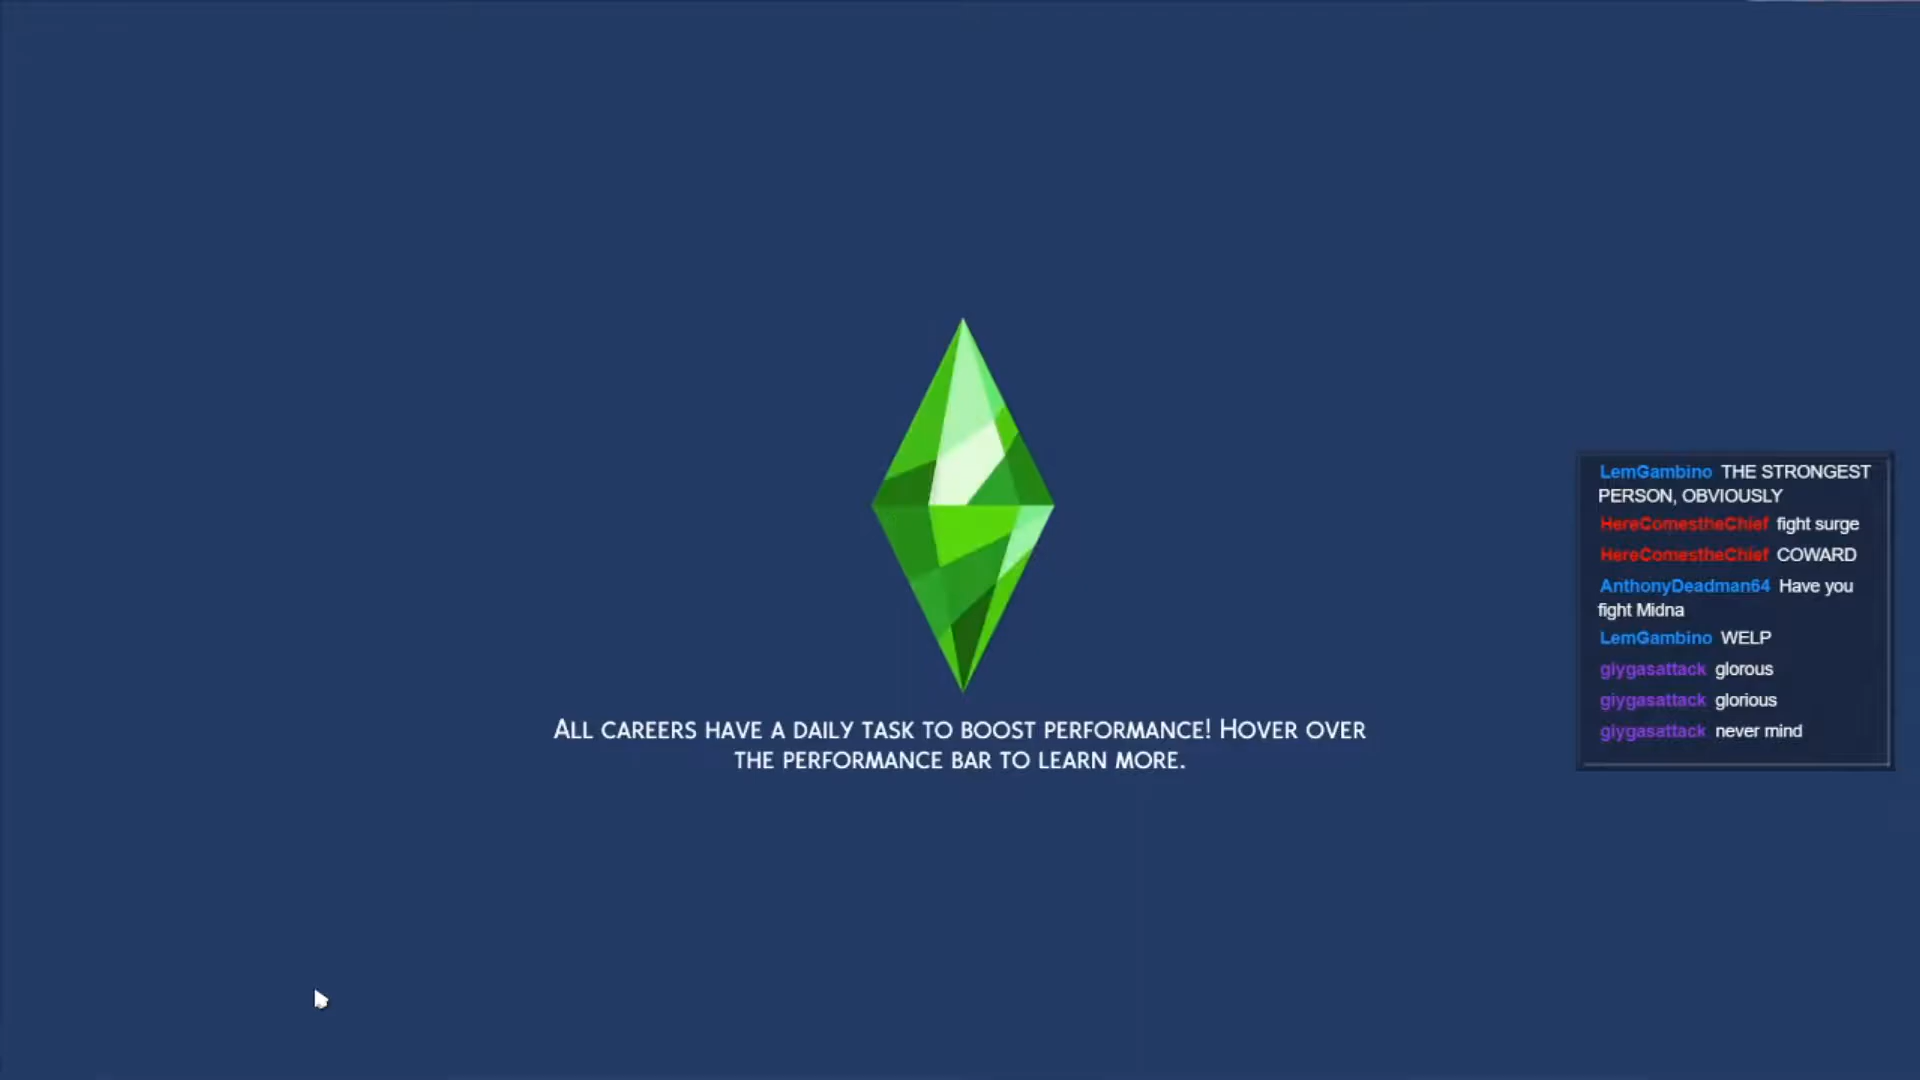 ALL CAREERS HAVE A DAILY TASK TO BOOST PERFORMANCE! HOVER OVER
THE PERFORMANCE BAR TO LEARN MORE.
LemGambino THE STRONGEST
PERSON, OBVIOUSLY
HereComestheChief fight surge
HereComestheChief COWARD
AnthonyDeadman64 Have you
fight Midna
LemGambino WELP
giygasattack glorous
giygasattack glorious
giygasattack never mind